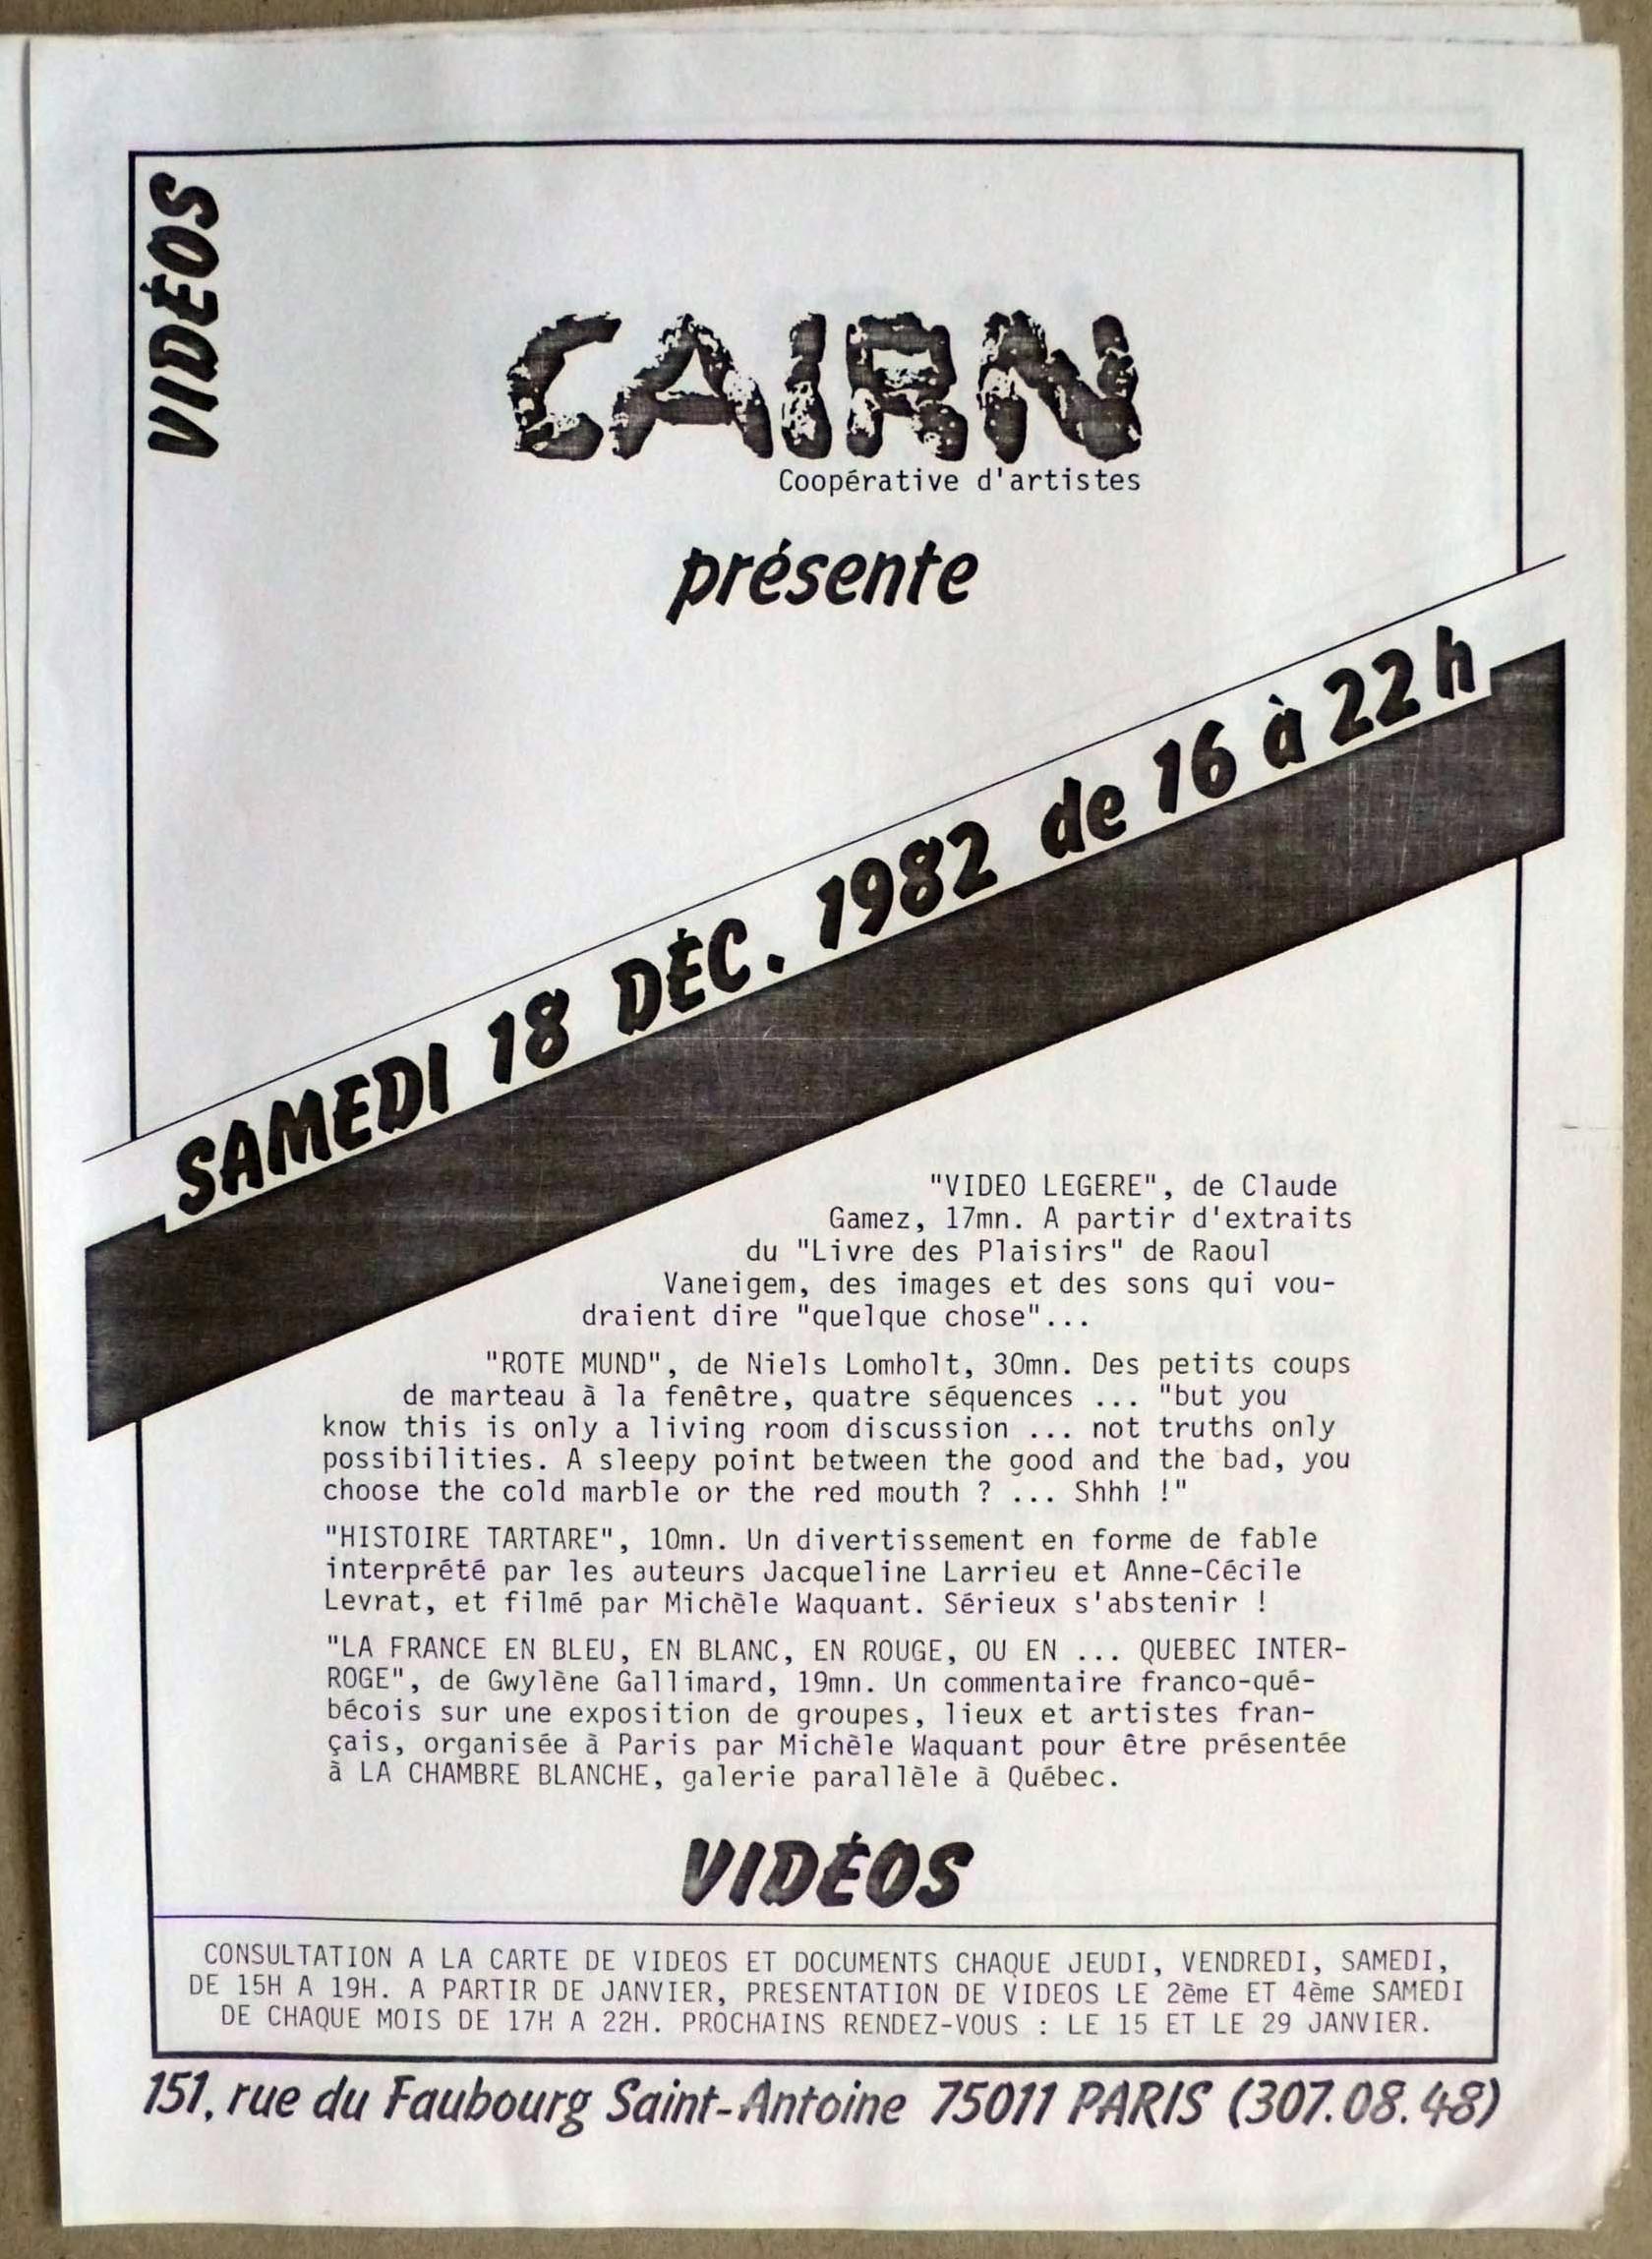 VIDÉOS
CAIRN
Coopérative d'artistes
présente
SAMEDI 18 DÉC. 1982 de 16 à 22 h
"VIDEO LEGERE", de Claude
Gamez, 17mn. A partir d'extraits
du "Livre des Plaisirs" de Raoul
Vaneigem, des images et des sons qui vou-
draient dire "quelque chose"...
"ROTE MUND", de Niels Lomholt, 30mn. Des petits coups
de marteau à la fenêtre, quatre séquences ... "but you
know this is only a living room discussion ... not truths only
possibilities. A sleepy point between the good and the bad, you
choose the cold marble or the red mouth ? ... Shhh !"
"HISTOIRE TARTARE", 10mn. Un divertissement en forme de fable
interprété par les auteurs Jacqueline Larrieu et Anne-Cécile
Levrat, et filmé par Michèle Waquant. Sérieux s'abstenir !
"LA FRANCE EN BLEU, EN BLANC, EN ROUGE, OU EN ... QUEBEC INTER-
ROGE", de Gwylène Gallimard, 19mn. Un commentaire franco-qué-
bécois sur une exposition de groupes, lieux et artistes fran-
çais, organisée à Paris par Michèle Waquant pour être présentée
à LA CHAMBRE BLANCHE, galerie parallèle à Québec.
VIDÉOS
CONSULTATION A LA CARTE DE VIDEOS ET DOCUMENTS CHAQUE JEUDI, VENDREDI, SAMEDI,
DE 15H A 19H. A PARTIR DE JANVIER, PRESENTATION DE VIDEOS LE 2ème ET 4ème SAMEDI
DE CHAQUE MOIS DE 17H A 22H. PROCHAINS RENDEZ-VOUS : LE 15 ET LE 29 JANVIER.
151, rue du Faubourg Saint-Antoine 75011 PARIS (307.08.48)